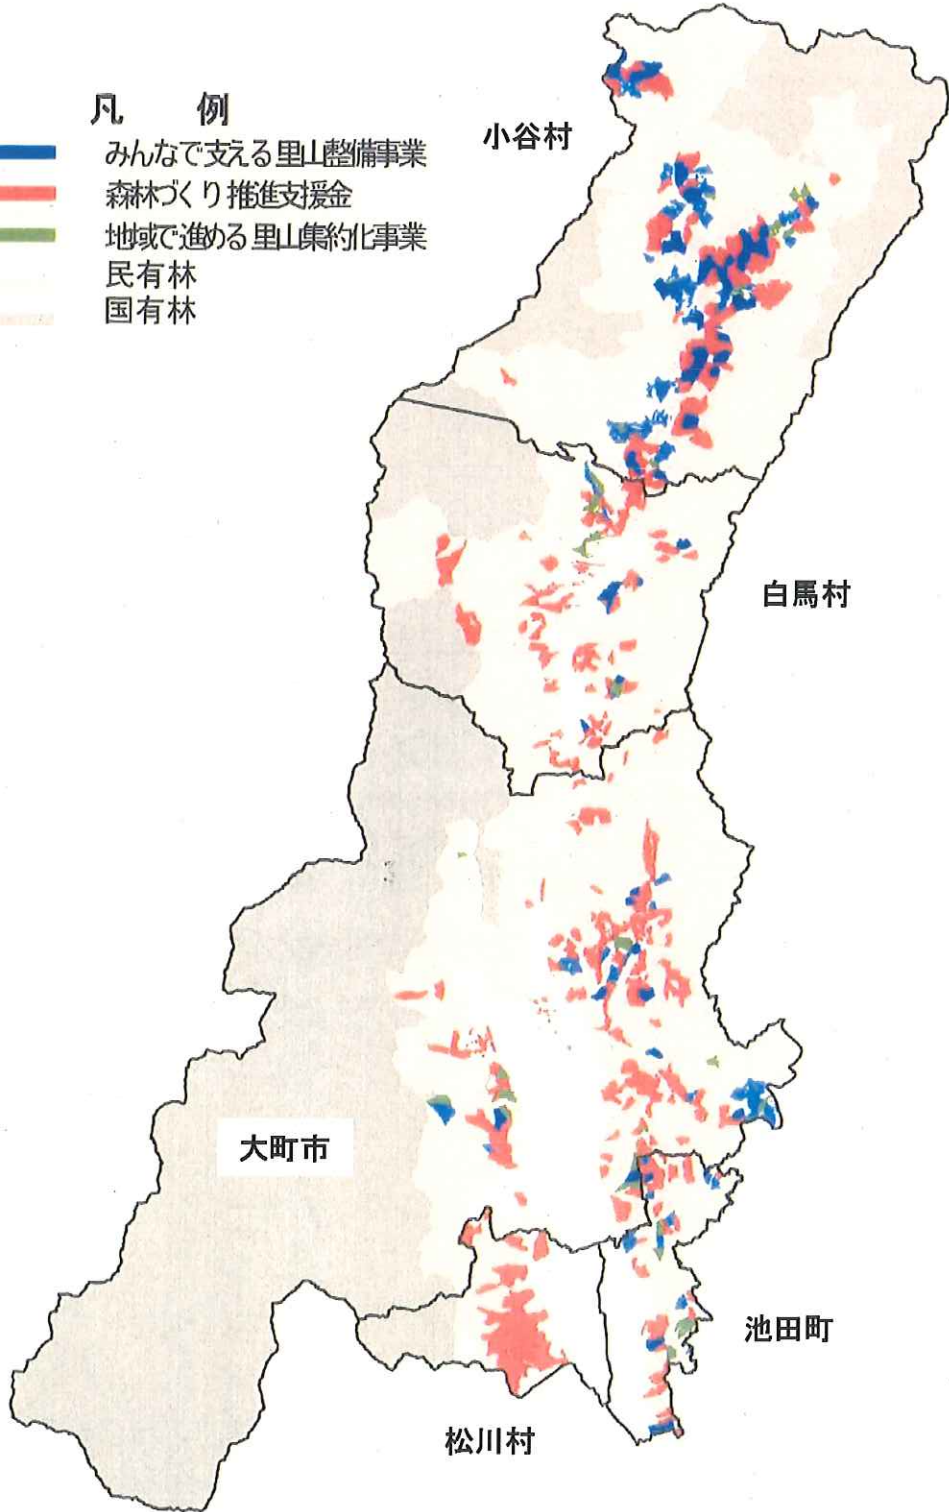 凡 例
みんなで支える里山整備事業
森林づくり推進支援金
地域で進める里山集約化事業
民有林
国有林
小谷村
白馬村
大町市
池田町
松川村